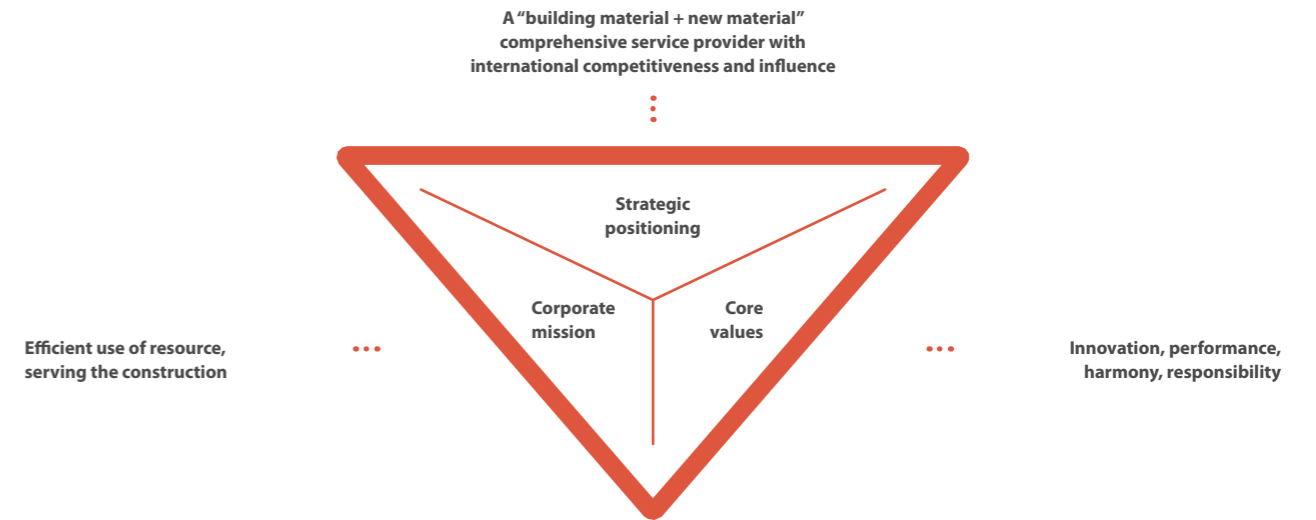 A “building material + new material”
comprehensive service provider with
international competitiveness and influence
Strategic
positioning
Corporate
mission
Core
values
Efficient use of resource,
serving the construction
Innovation, performance,
harmony, responsibility